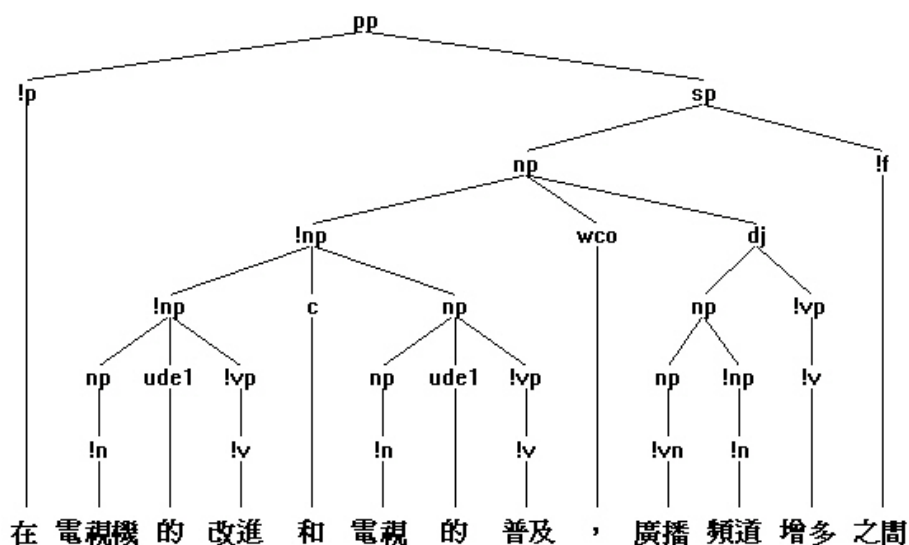 pp
!p sp
np !f
!np wco dj
!np c np np !vp
np ude1 !vp np ude1 !vp np !np !v
!n !v !n !v !vn !n
在 電視機 的 改進 和 電視 的 普及 , 廣播 頻道 增多 之間